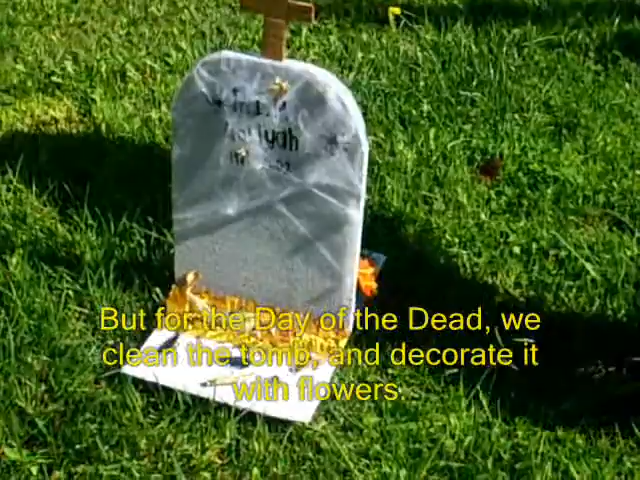 But for the Day of the Dead, we
clean the tomb, and decorate it
with flowers.